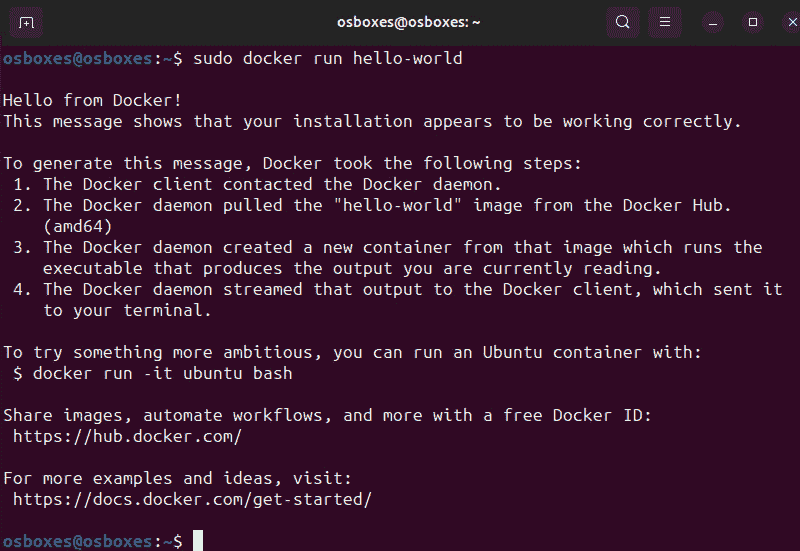 osboxes@osboxes: ~
osboxes@osboxes:~$ sudo docker run hello-world
Hello from Docker!
This message shows that your installation appears to be working correctly.
To generate this message, Docker took the following steps:
1. The Docker client contacted the Docker daemon.
2. The Docker daemon pulled the "hello-world" image from the Docker Hub.
(amd64)
3. The Docker daemon created a new container from that image which runs the
executable that produces the output you are currently reading.
4. The Docker daemon streamed that output to the Docker client, which sent it
to your terminal.
To try something more ambitious, you can run an Ubuntu container with:
$ docker run -it ubuntu bash
Share images, automate workflows, and more with a free Docker ID:
https://hub.docker.com/
For more examples and ideas, visit:
https://docs.docker.com/get-started/
osboxes@osboxes:~$